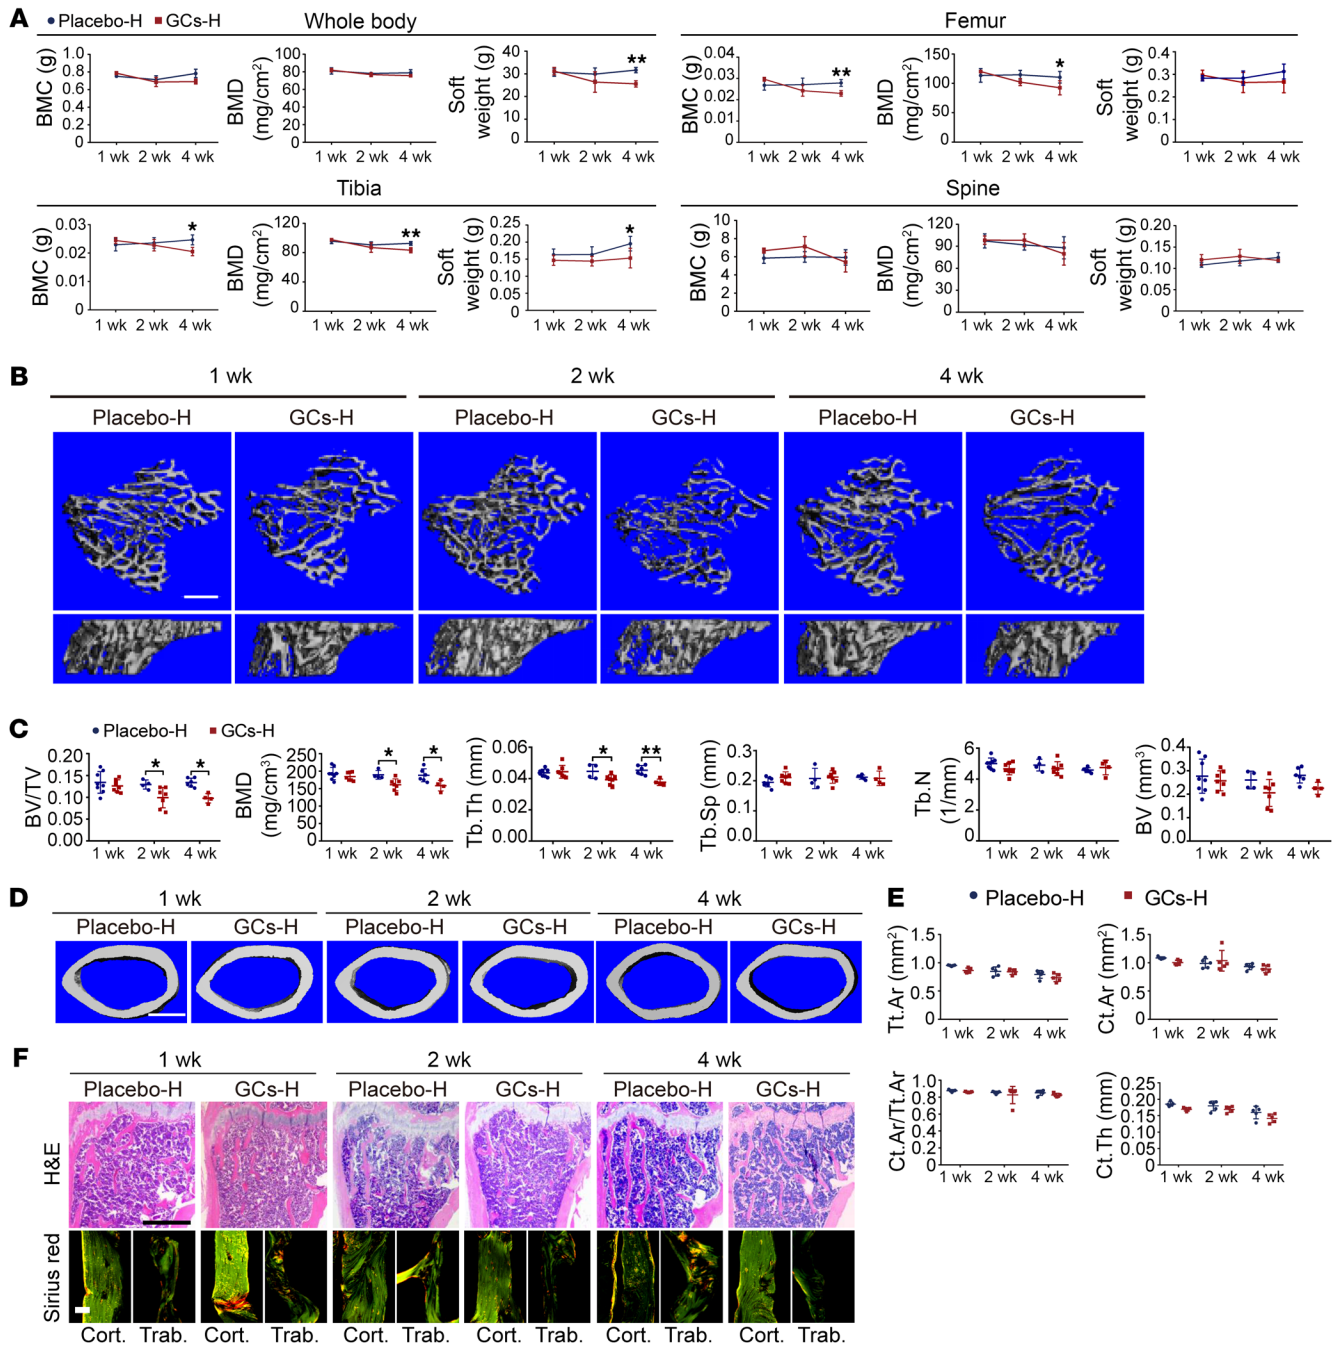 A
Placebo-H GCs-H Whole body Femur
BMC (g) 1.0 0.8 0.6 0.4 0.2 0 1 wk 2 wk 4 wk
BMD (mg/cm2) 100 80 60 40 20 0 1 wk 2 wk 4 wk
Soft weight (g) 40 30 20 10 0 ** 1 wk 2 wk 4 wk
BMC (g) 0.04 0.03 0.02 0.01 0 ** 1 wk 2 wk 4 wk
BMD (mg/cm2) 150 100 50 0 * 1 wk 2 wk 4 wk
Soft weight (g) 0.4 0.3 0.2 0.1 0 1 wk 2 wk 4 wk
Tibia Spine
BMC (g) 0.03 0.02 0.01 0 * 1 wk 2 wk 4 wk
BMD (mg/cm2) 120 80 40 0 ** 1 wk 2 wk 4 wk
Soft weight (g) 0.25 0.20 0.15 0.10 0.05 0 * 1 wk 2 wk 4 wk
BMC (g) 10 8 6 4 2 0 1 wk 2 wk 4 wk
BMD (mg/cm2) 120 90 60 30 0 1 wk 2 wk 4 wk
Soft weight (g) 0.20 0.15 0.10 0.05 0 1 wk 2 wk 4 wk
B
1 wk 2 wk 4 wk
Placebo-H GCs-H Placebo-H GCs-H Placebo-H GCs-H
C
Placebo-H GCs-H
BV/TV 0.20 0.15 0.10 0.05 0.00 * * 1 wk 2 wk 4 wk
BMD (mg/cm3) 250 200 150 100 50 0 * * 1 wk 2 wk 4 wk
Tb.Th (mm) 0.06 0.04 0.02 0.00 * ** 1 wk 2 wk 4 wk
Tb.Sp (mm) 0.3 0.2 0.1 0.0 1 wk 2 wk 4 wk
Tb.N (1/mm) 6 4 2 0 1 wk 2 wk 4 wk
BV (mm3) 0.4 0.3 0.2 0.1 0.0 1 wk 2 wk 4 wk
D
1 wk 2 wk 4 wk
Placebo-H GCs-H Placebo-H GCs-H Placebo-H GCs-H
E
Placebo-H GCs-H
Tt.Ar (mm2) 1.5 1.0 0.5 0 1 wk 2 wk 4 wk
Ct.Ar (mm2) 1.5 1.0 0.5 0 1 wk 2 wk 4 wk
Ct.Ar/Tt.Ar 1.0 0.8 0.6 0.4 0.2 0 1 wk 2 wk 4 wk
Ct.Th (mm) 0.25 0.20 0.15 0.10 0.05 0 1 wk 2 wk 4 wk
F
1 wk 2 wk 4 wk
Placebo-H GCs-H Placebo-H GCs-H Placebo-H GCs-H
H&E
Sirius red
Cort. Trab. Cort. Trab. Cort. Trab. Cort. Trab. Cort. Trab. Cort. Trab.